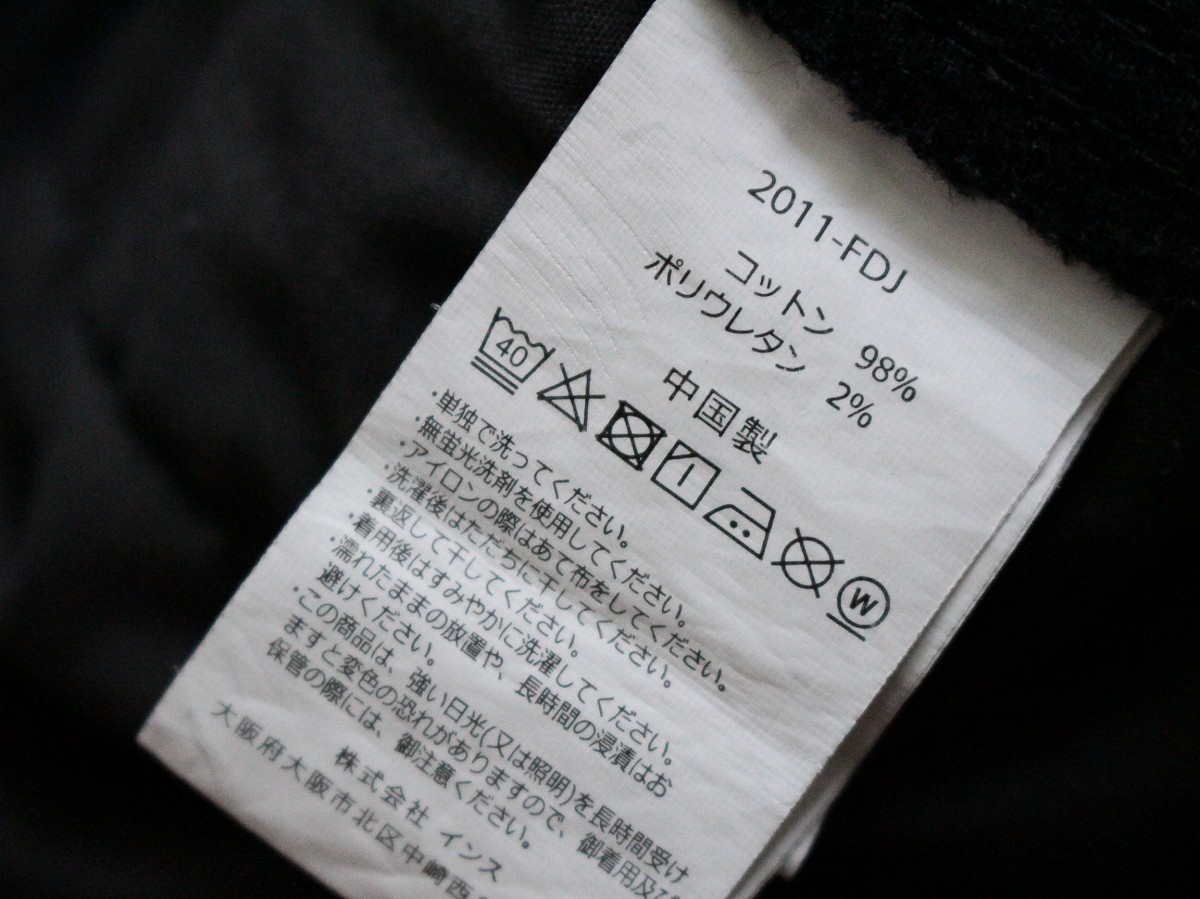 2011-FDJ
コットン 98%
ポリウレタン 2%
中国製
40
W
・単独で洗ってください。
・無蛍光洗剤を使用してください。
・アイロンの際はあて布をしてください。
・洗濯後はただちに干してください。
・裏返しで干してください。
・着用後はすみやかに洗濯してください。
・濡れたままの放置や、長時間の浸漬はお
避けください。
・この商品は、強い日光(又は照明)を長時間受け
ますと変色の恐れがありますので、御着用及び
保管の際には、御注意ください。
株式会社 インス
大阪府大阪市北区中崎西